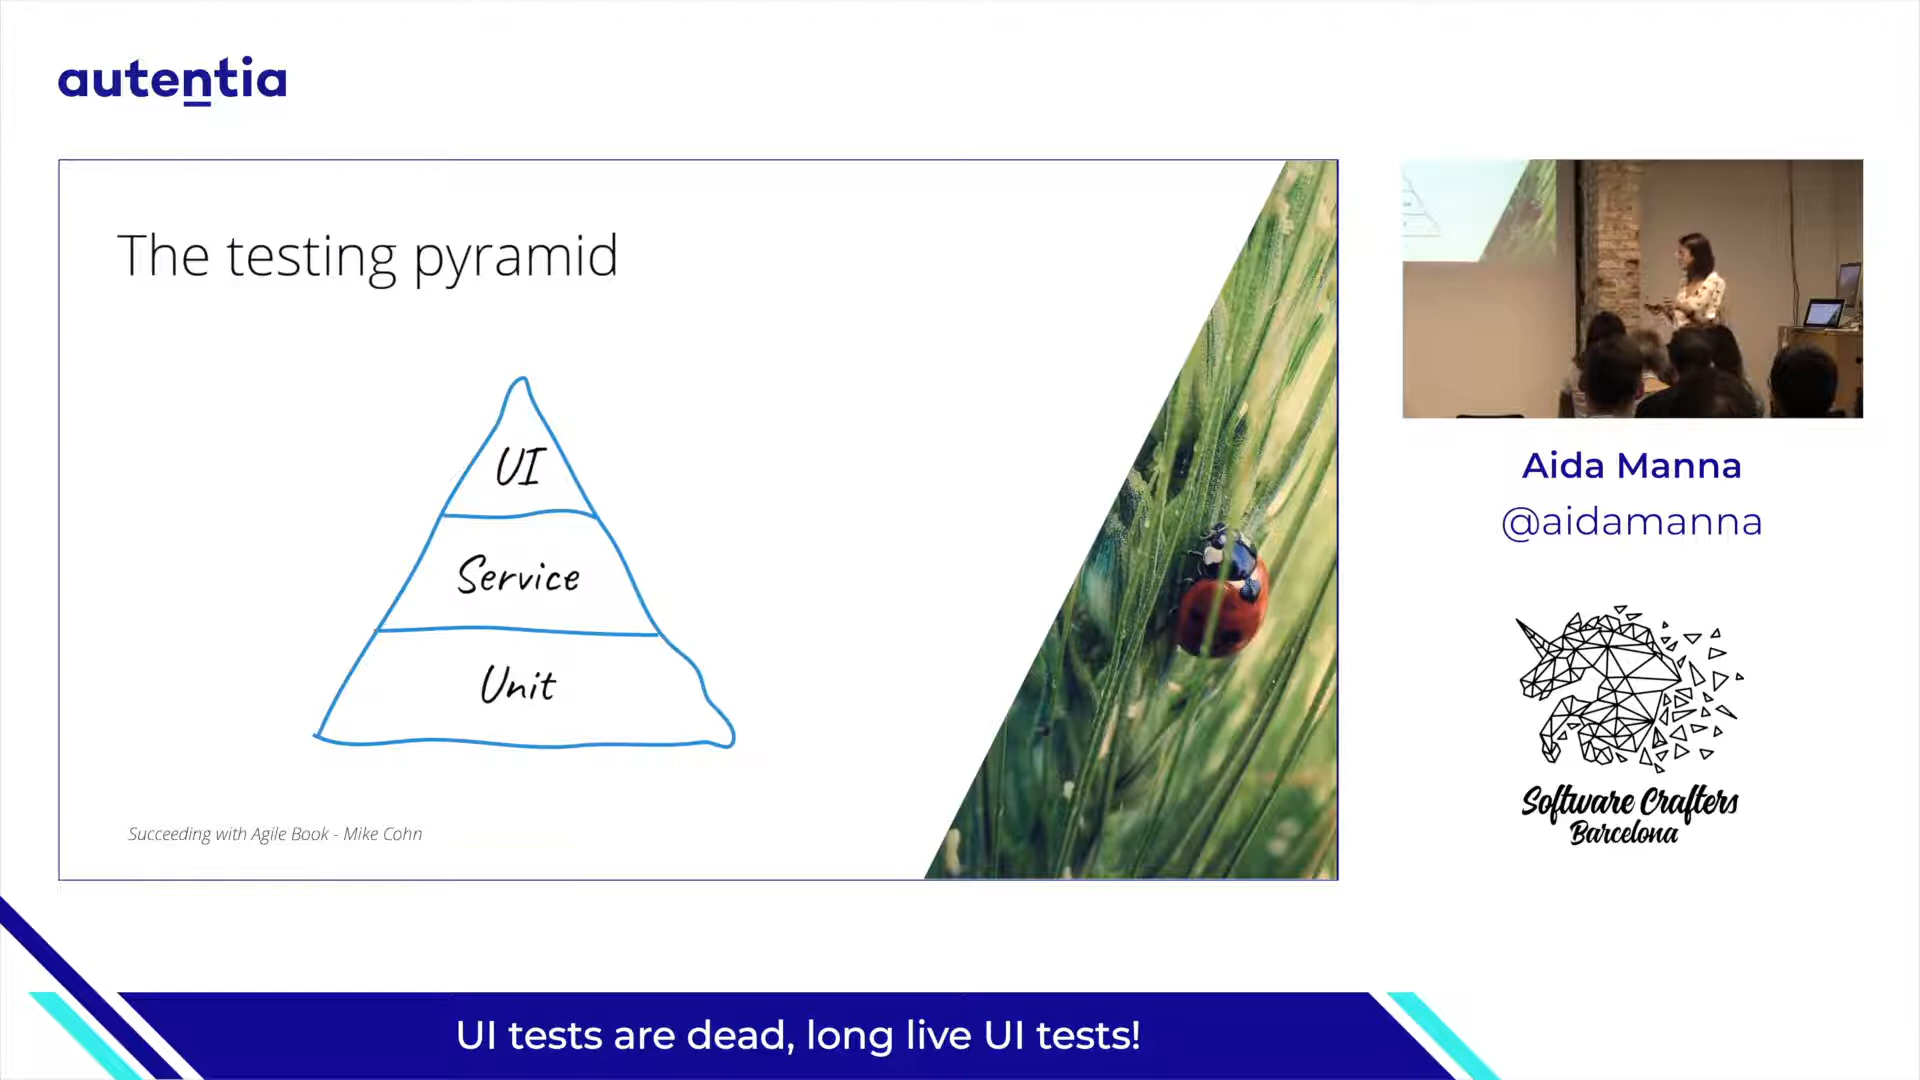 autentia
The testing pyramid
UI
Service
Unit
Succeeding with Agile Book - Mike Cohn
Aida Manna
@aidamanna
Software Crafters
Barcelona
UI tests are dead, long live UI tests!